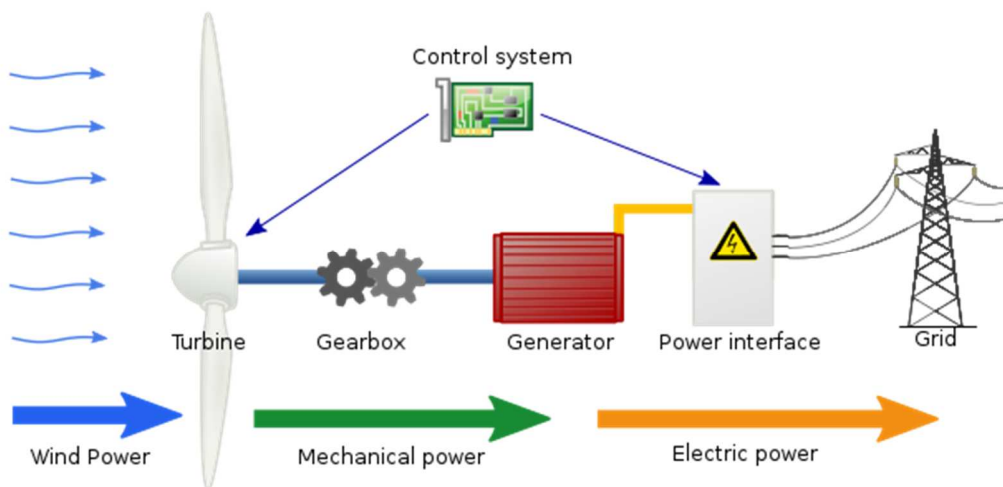 Control system
Turbine
Gearbox
Generator
Power interface
Grid
Wind Power
Mechanical power
Electric power